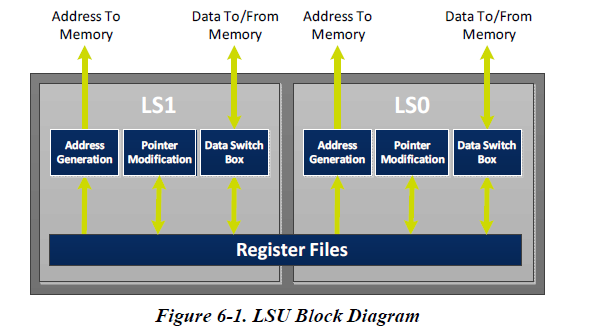 Address To
Memory
Data To/From
Memory
Address To
Memory
Data To/From
Memory
LS1
LS0
Address
Generation
Pointer
Modification
Data Switch
Box
Address
Generation
Pointer
Modification
Data Switch
Box
Register Files
Figure 6-1. LSU Block Diagram